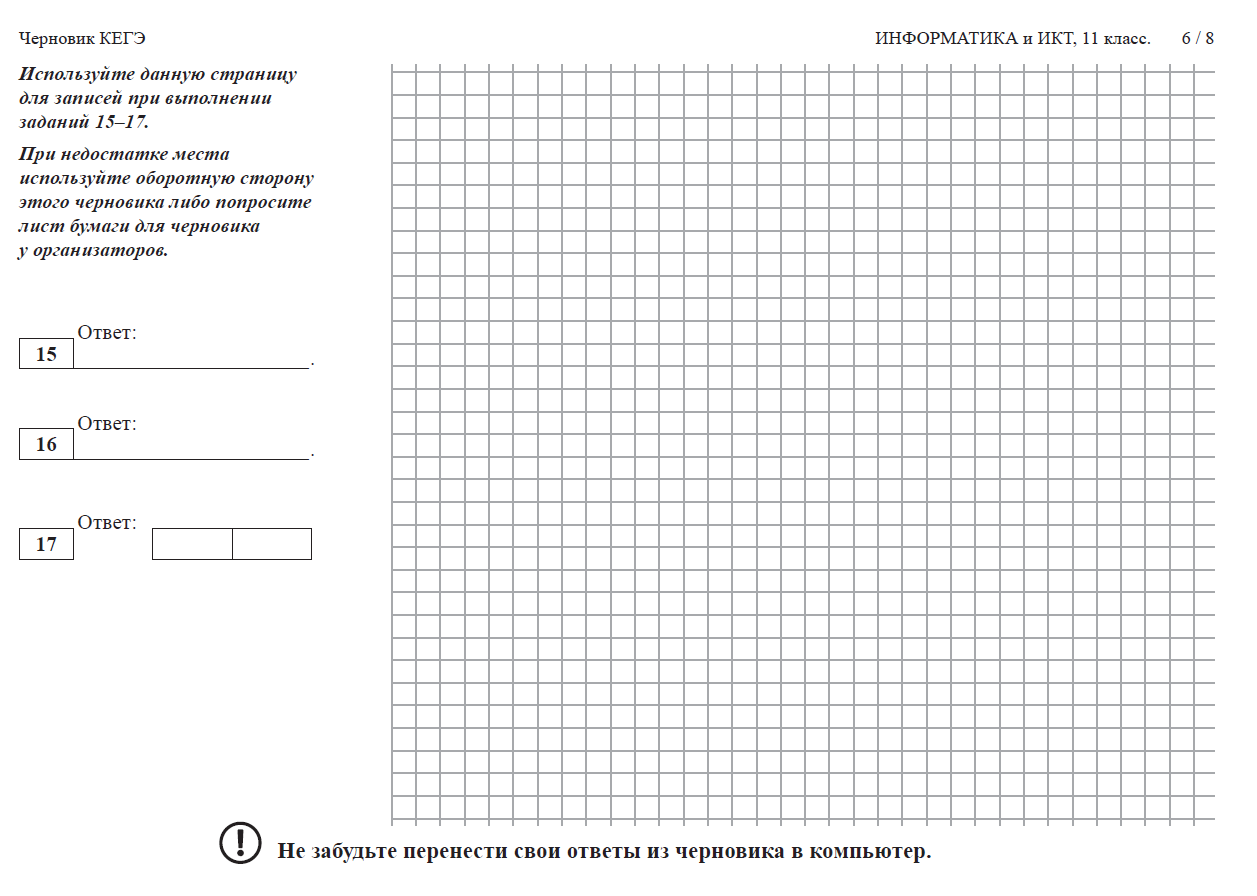 Черновик КЕГЭ
ИНФОРМАТИКА и ИКТ, 11 класс. 6 / 8
Используйте данную страницу
для записей при выполнении
заданий 15–17.
При недостатке места
используйте оборотную сторону
этого черновика либо попросите
лист бумаги для черновика
у организаторов.
Ответ:
15 .
Ответ:
16 .
Ответ:
17
! Не забудьте перенести свои ответы из черновика в компьютер.